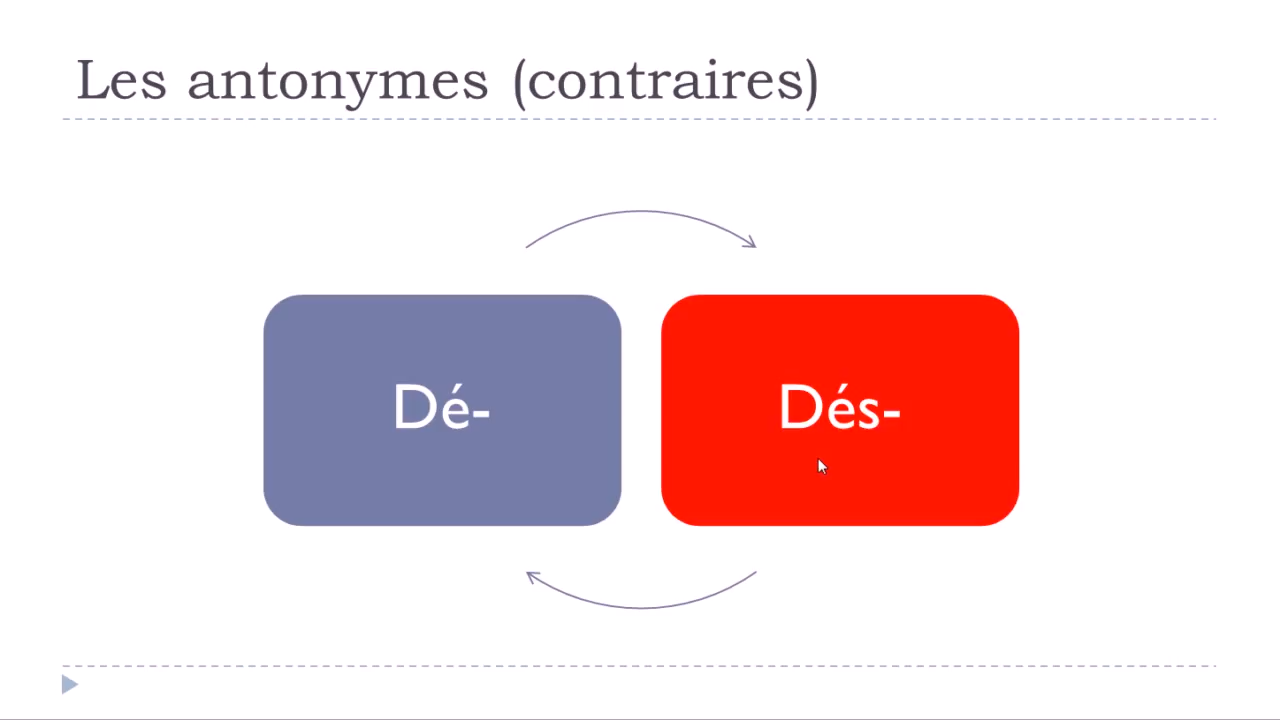 Les antonymes (contraires)
Dé-
Dés-